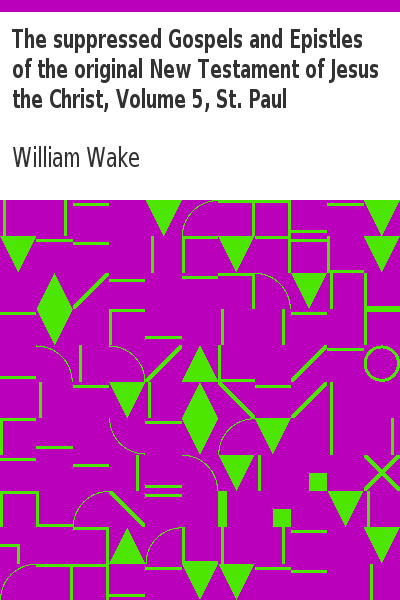 The suppressed Gospels and Epistles
of the original New Testament of Jesus
the Christ, Volume 5, St. Paul
William Wake